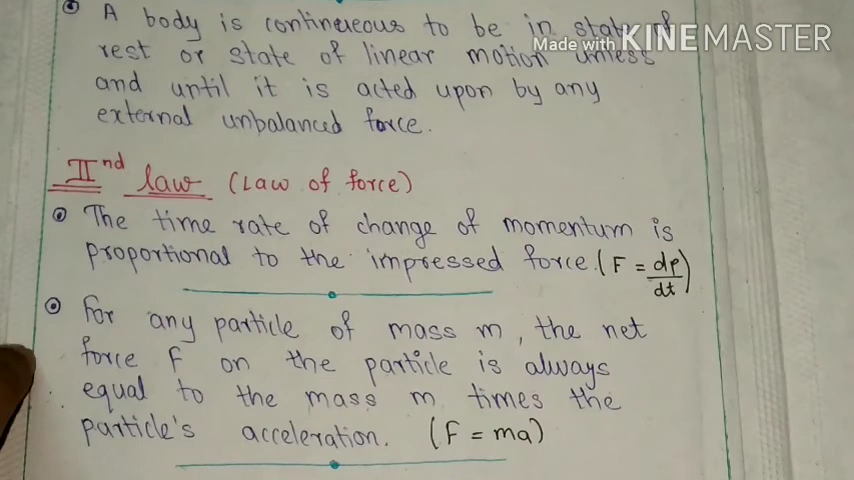 A body is continueous to be in state of
rest or state of linear motion unless
and until it is acted upon by any
external unbalanced force.
Made with KINEMASTER
IInd law (Law of force)
The time rate of change of momentum is
proportional to the impressed force. (F = dp/dt)
For any particle of mass m, the net
force F on the particle is always
equal to the mass m times the
particle's acceleration. (F = ma)